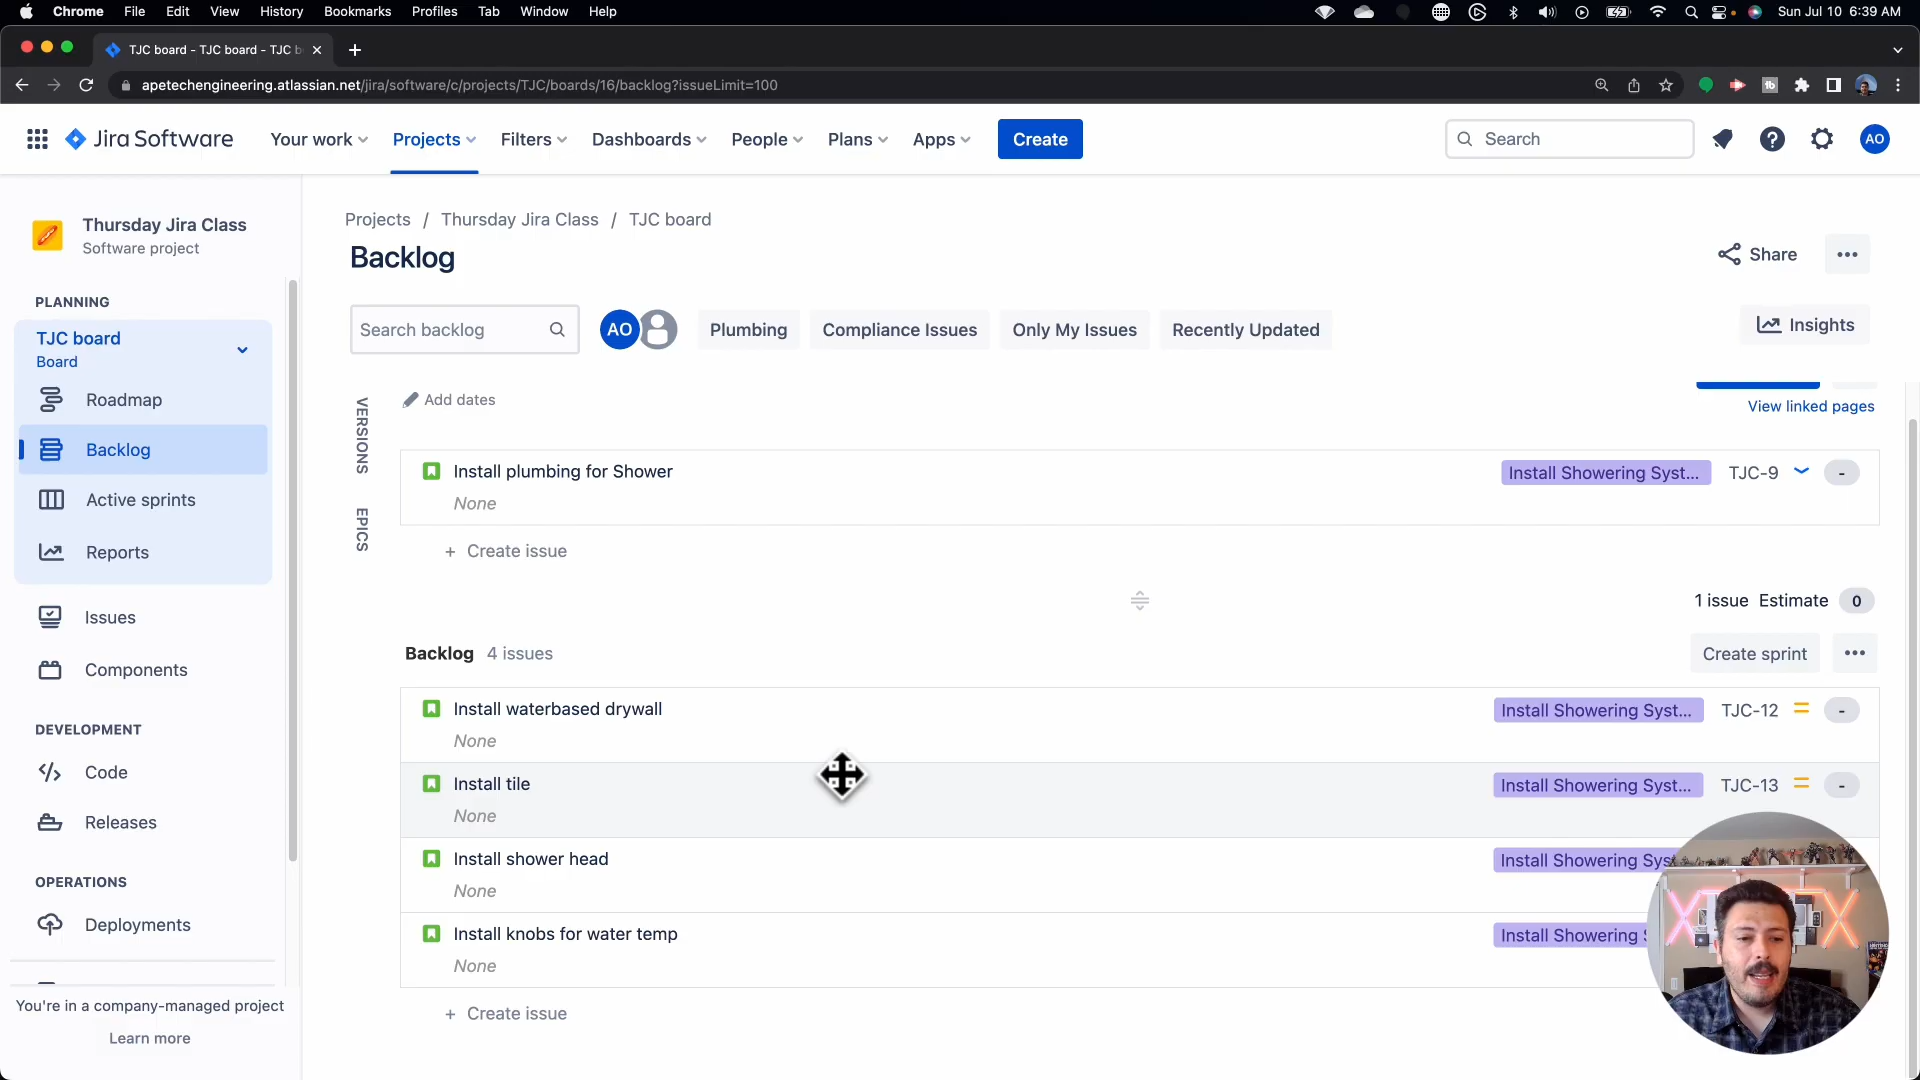 Chrome File Edit View History Bookmarks Profiles Tab Window Help Sun Jul 10 6:39 AM
TJC board - TJC board - TJC b
apetechengineering.atlassian.net/jira/software/c/projects/TJC/boards/16/backlog?issueLimit=100
Jira Software Your work Projects Filters Dashboards People Plans Apps Create Search AO
Thursday Jira Class
Software project
PLANNING
TJC board
Board
Roadmap
Backlog
Active sprints
Reports
Issues
Components
DEVELOPMENT
Code
Releases
OPERATIONS
Deployments
You're in a company-managed project
Learn more
Projects / Thursday Jira Class / TJC board
Backlog
Share
Search backlog AO Plumbing Compliance Issues Only My Issues Recently Updated Insights
VERSIONS
EPICS
Add dates
View linked pages
Install plumbing for Shower Install Showering Syst... TJC-9 -
None
+ Create issue
1 issue Estimate 0
Backlog 4 issues Create sprint
Install waterbased drywall Install Showering Syst... TJC-12 -
None
Install tile Install Showering Syst... TJC-13 -
None
Install shower head Install Showering Sys
None
Install knobs for water temp Install Showering
None
+ Create issue